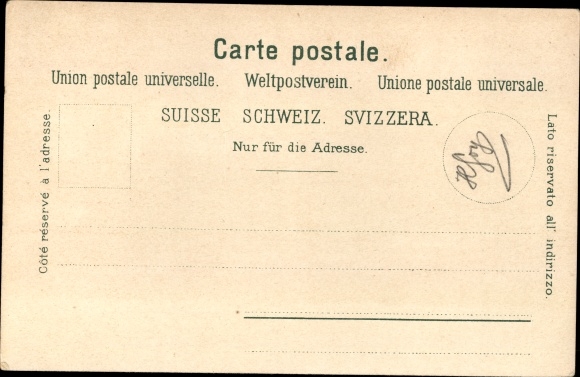 Carte postale.
Union postale universelle. Weltpostverein. Unione postale universale.
SUISSE SCHWEIZ. SVIZZERA.
Nur für die Adresse.
Côté réservé à l'adresse.
Lato riservato all' indirizzo.